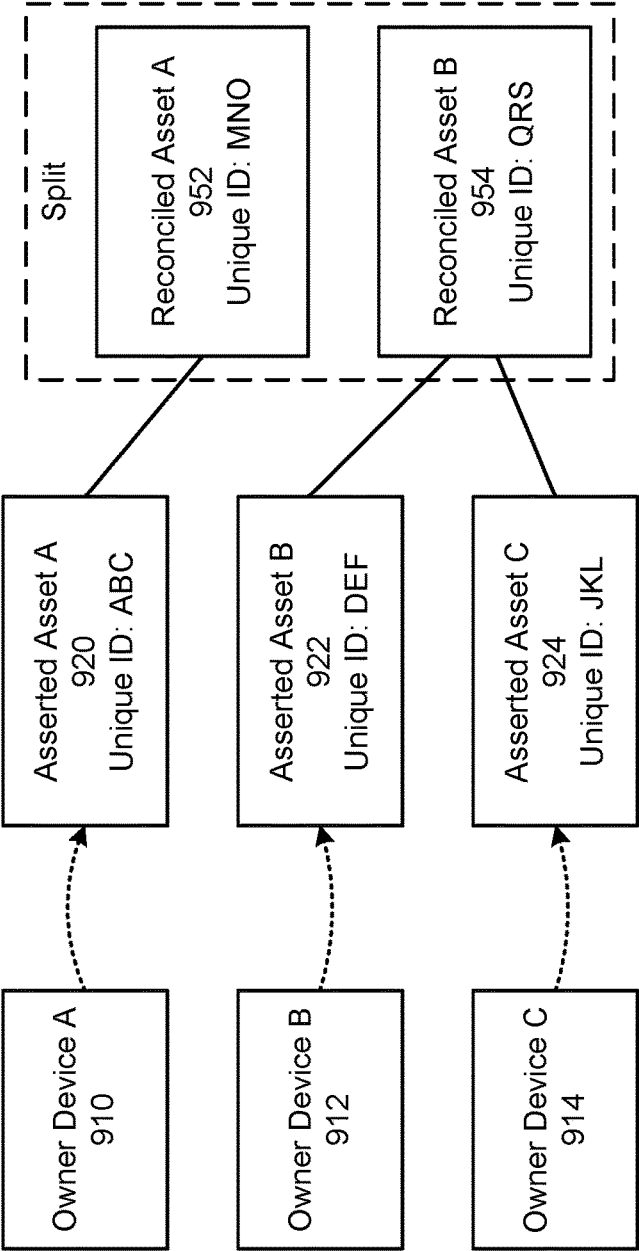 Split
Owner Device A
910
Asserted Asset A
920
Unique ID: ABC
Reconciled Asset A
952
Unique ID: MNO
Owner Device B
912
Asserted Asset B
922
Unique ID: DEF
Reconciled Asset B
954
Unique ID: QRS
Owner Device C
914
Asserted Asset C
924
Unique ID: JKL